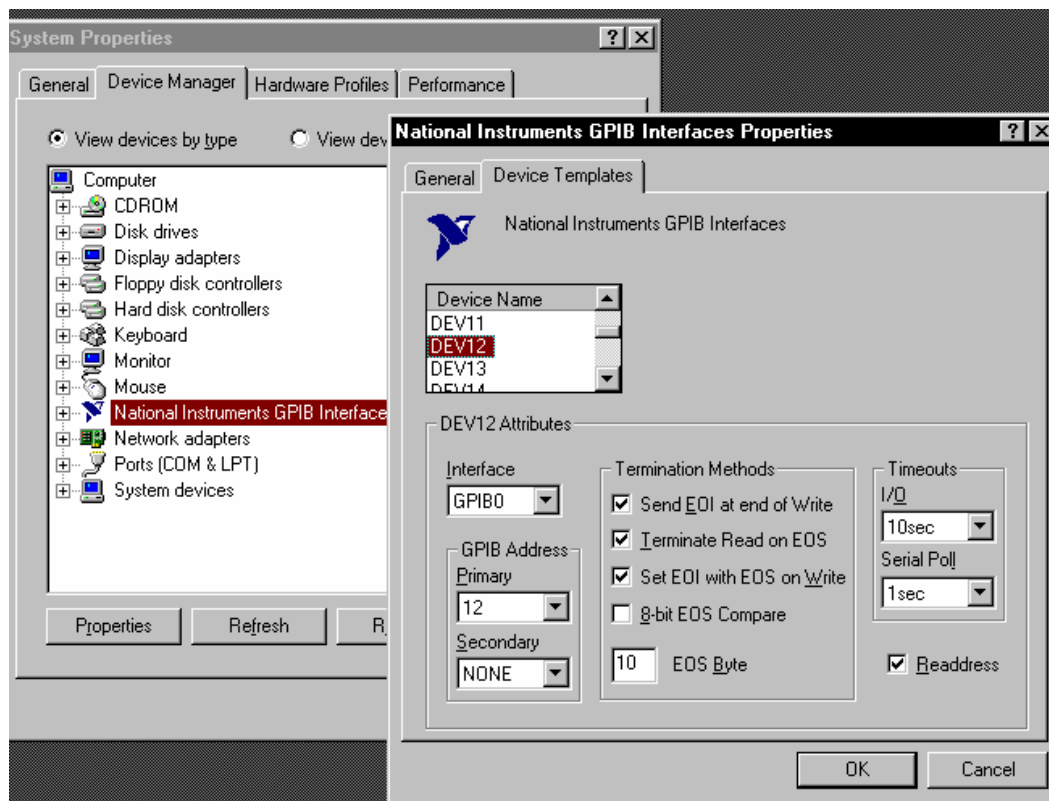 System Properties
General Device Manager Hardware Profiles Performance
View devices by type View dev
Computer
CDROM
Disk drives
Display adapters
Floppy disk controllers
Hard disk controllers
Keyboard
Monitor
Mouse
National Instruments GPIB Interface
Network adapters
Ports (COM & LPT)
System devices
Properties Refresh R
National Instruments GPIB Interfaces Properties
General Device Templates
National Instruments GPIB Interfaces
Device Name
DEV11
DEV12
DEV13
DEV14
DEV12 Attributes
Interface
GPIB0
GPIB Address
Primary
12
Secondary
NONE
Termination Methods
Send EOI at end of Write
Terminate Read on EOS
Set EOI with EOS on Write
8-bit EOS Compare
10 EOS Byte
Timeouts
I/O
10sec
Serial Poll
1sec
Readdress
OK Cancel